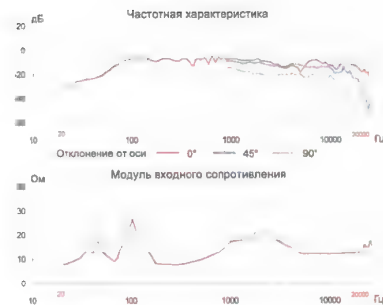 Частотная характеристика
дБ
20
0
-20
10 20 100 1000 10000 20000 Гц
Отклонение от оси 0° 45° 90°
Модуль входного сопротивления
Ом
40
30
20
10
0
10 20 100 1000 10000 20000 Гц